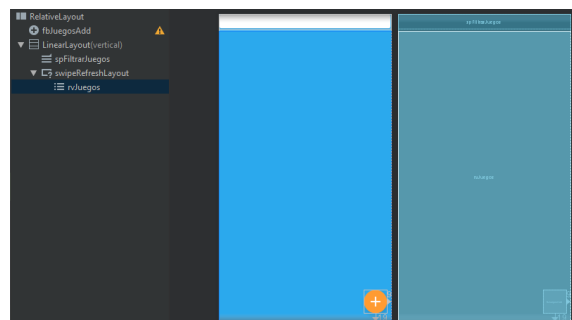 RelativeLayout
fbJuegosAdd
LinearLayout(vertical)
spFiltrarJuegos
swipeRefreshLayout
rvJuegos
spFiltrarJuegos
rvJuegos